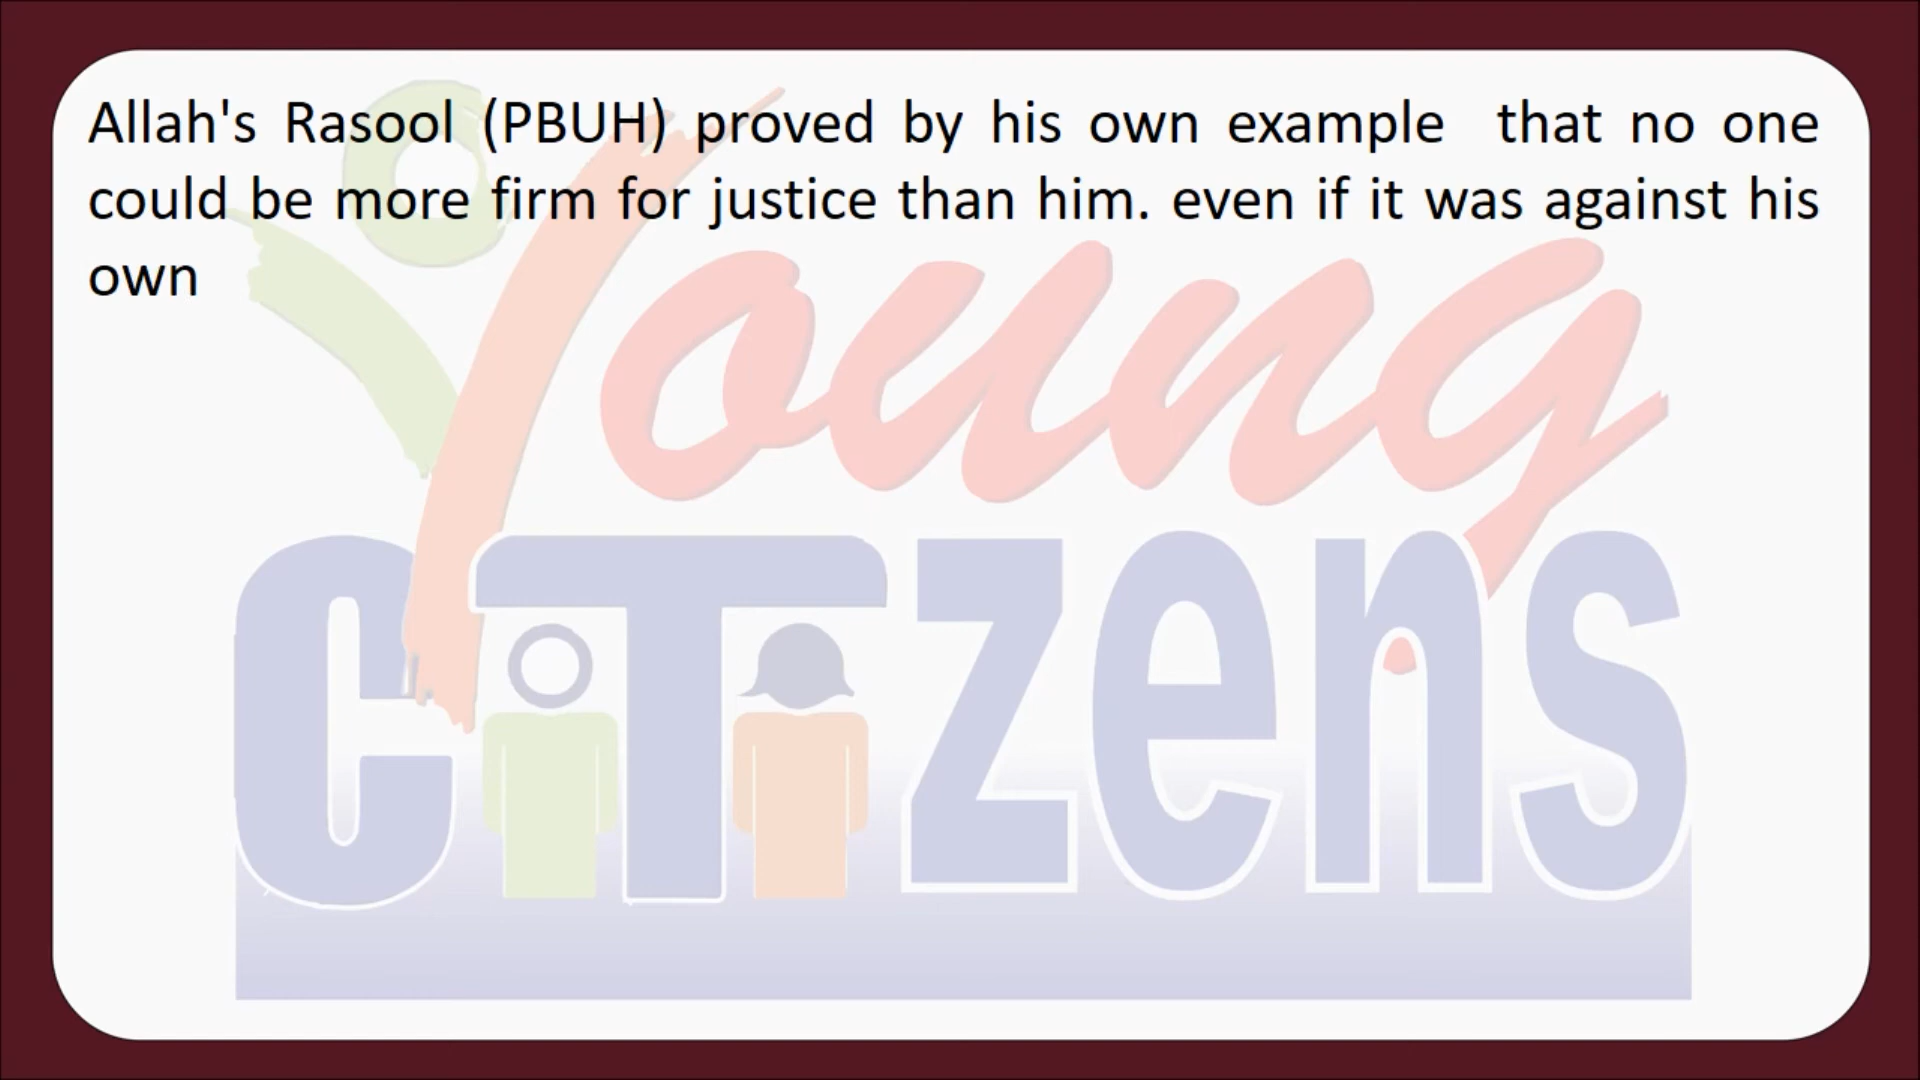 Allah's Rasool (PBUH) proved by his own example that no one
could be more firm for justice than him. even if it was against his
own
Young
CiTizens